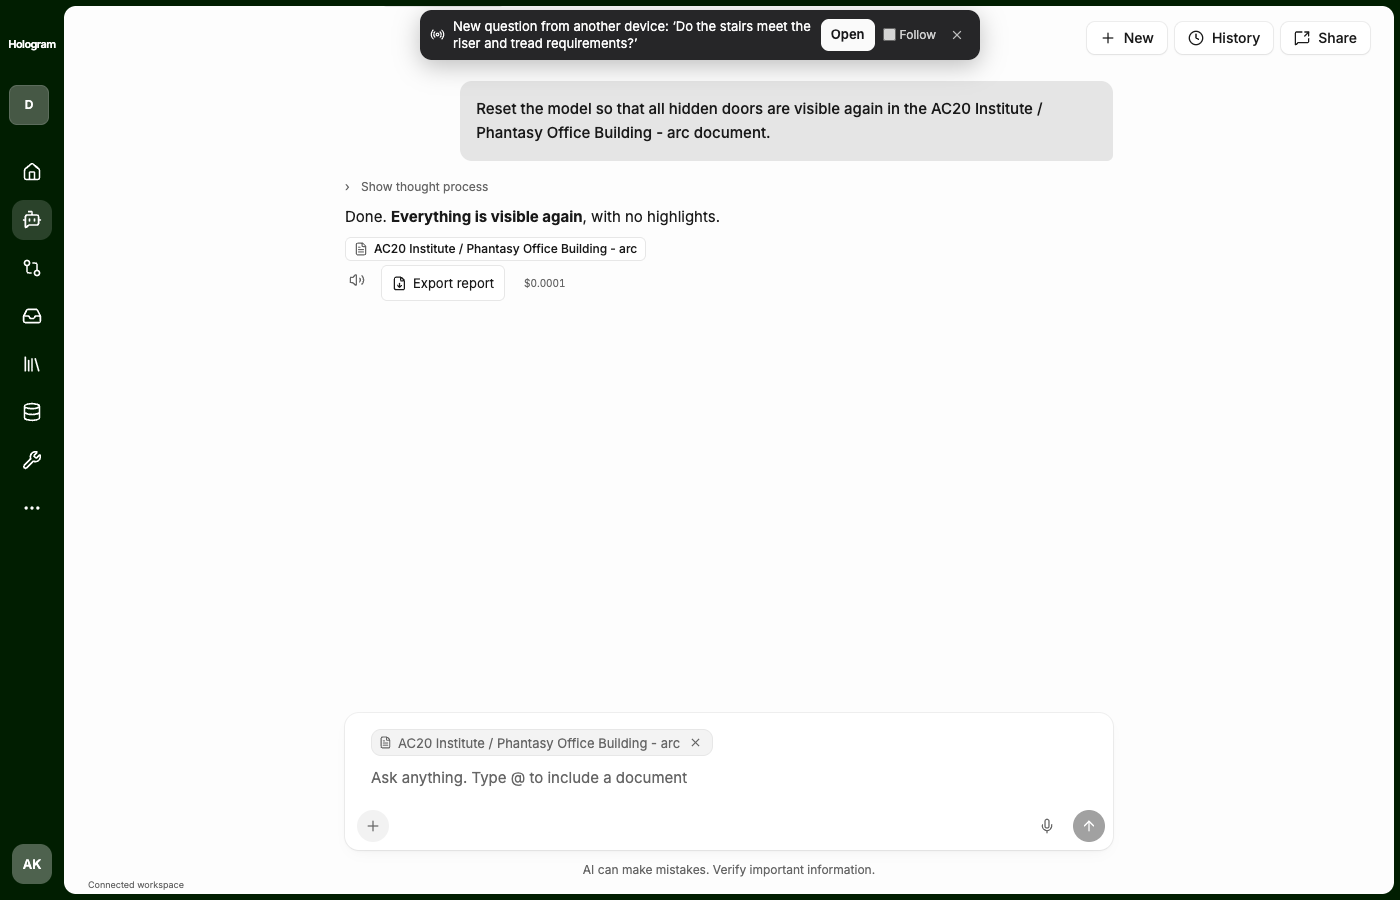 Hologram
D
AK
New question from another device: ‘Do the stairs meet the
riser and tread requirements?’
Open
Follow
New
History
Share
Reset the model so that all hidden doors are visible again in the AC20 Institute /
Phantasy Office Building - arc document.
Show thought process
Done. Everything is visible again, with no highlights.
AC20 Institute / Phantasy Office Building - arc
Export report
$0.0001
AC20 Institute / Phantasy Office Building - arc
Ask anything. Type @ to include a document
AI can make mistakes. Verify important information.
Connected workspace